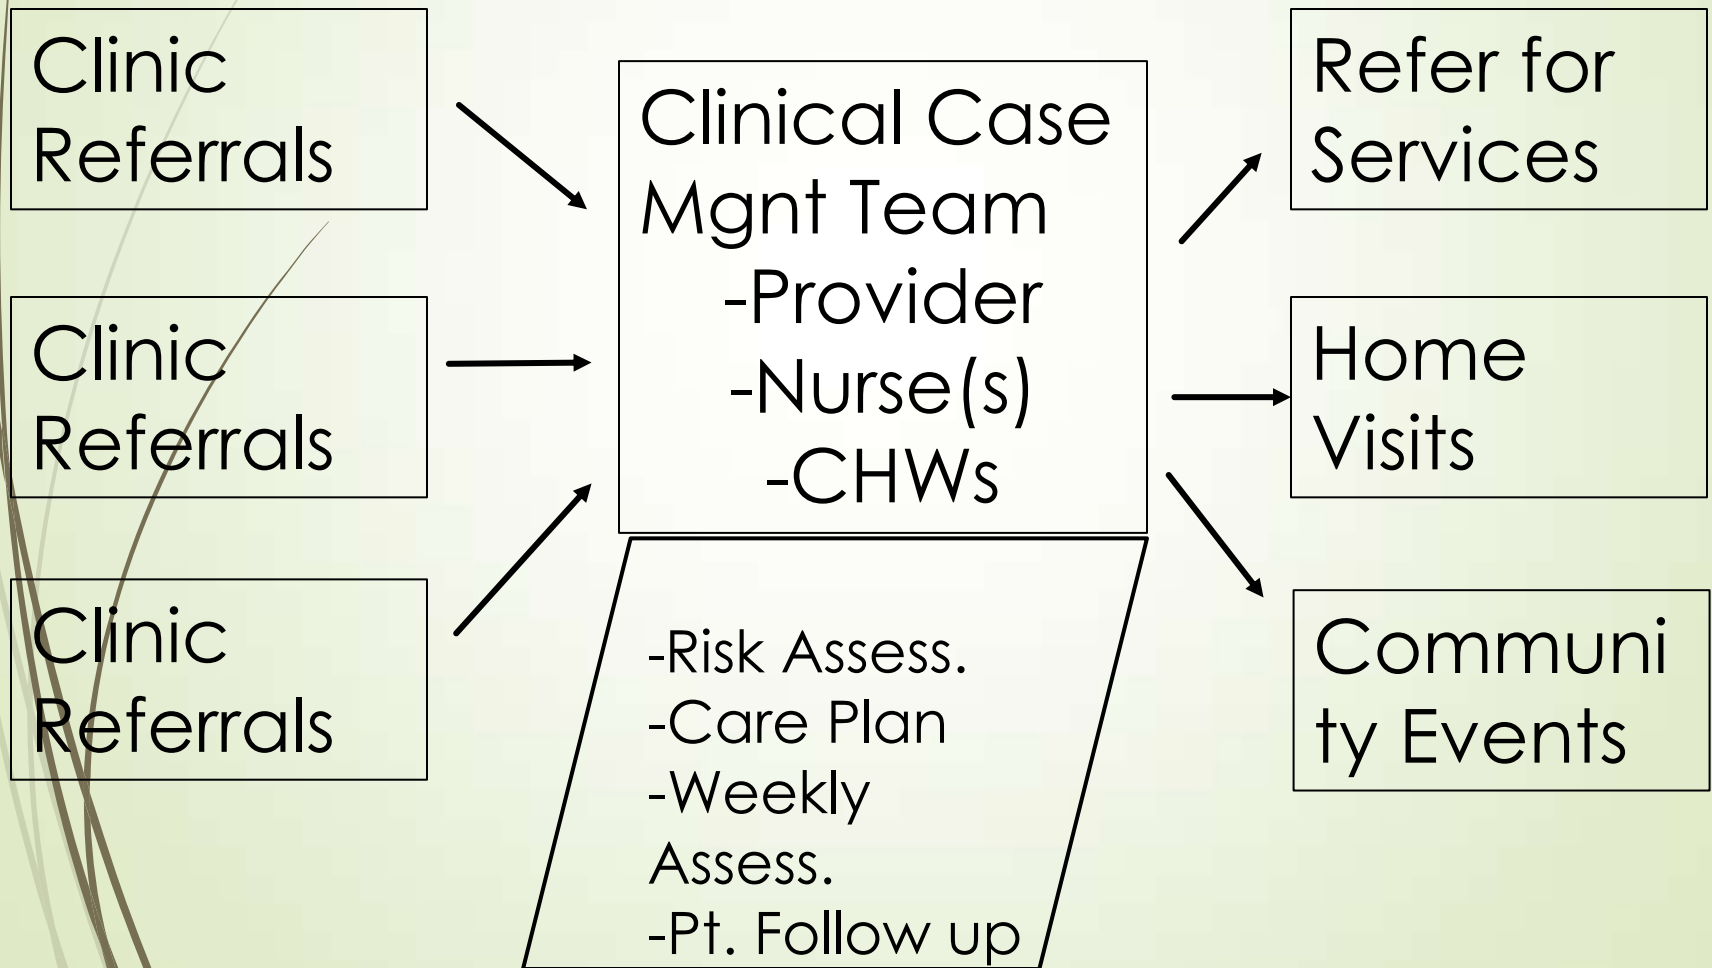 Clinic
Referrals
Clinic
Referrals
Clinic
Referrals
Clinical Case
Mgnt Team
-Provider
-Nurse(s)
-CHWs
-Risk Assess.
-Care Plan
-Weekly
Assess.
-Pt. Follow up
Refer for
Services
Home
Visits
Communi
ty Events